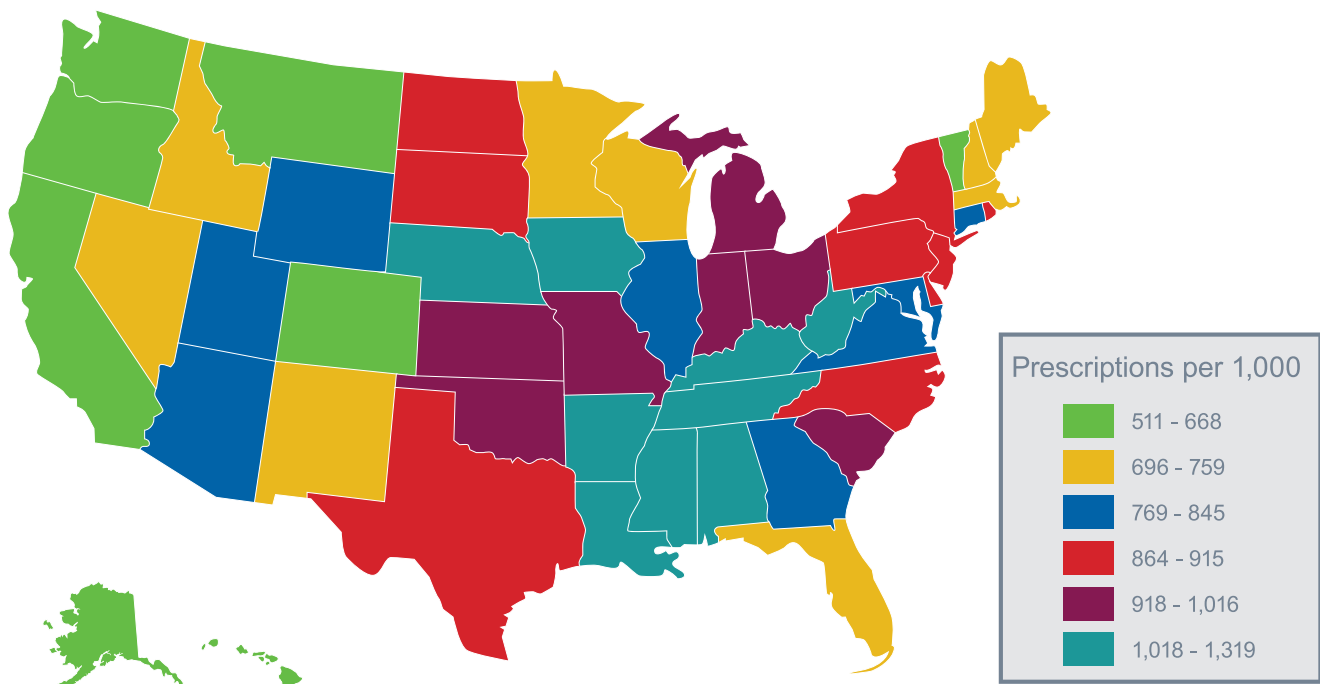 Prescriptions per 1,000
511 - 668
696 - 759
769 - 845
864 - 915
918 - 1,016
1,018 - 1,319